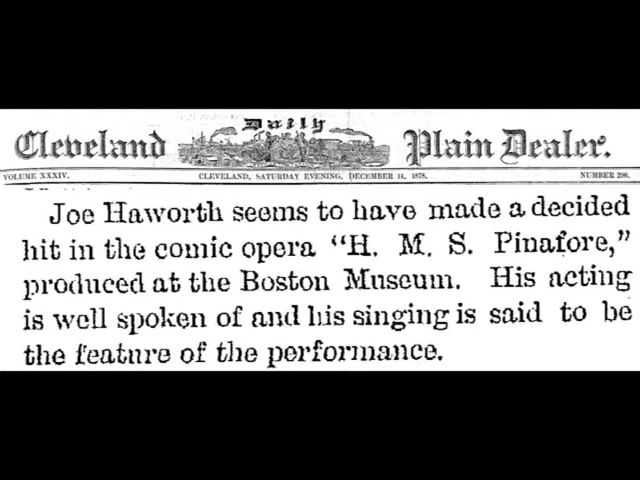 Cleveland Daily Plain Dealer.
VOLUME XXXIV. CLEVELAND, SATURDAY EVENING, DECEMBER 14, 1878. NUMBER 296.
Joe Haworth seems to have made a decided
hit in the comic opera "H. M. S. Pinafore,"
produced at the Boston Museum. His acting
is well spoken of and his singing is said to be
the feature of the performance.